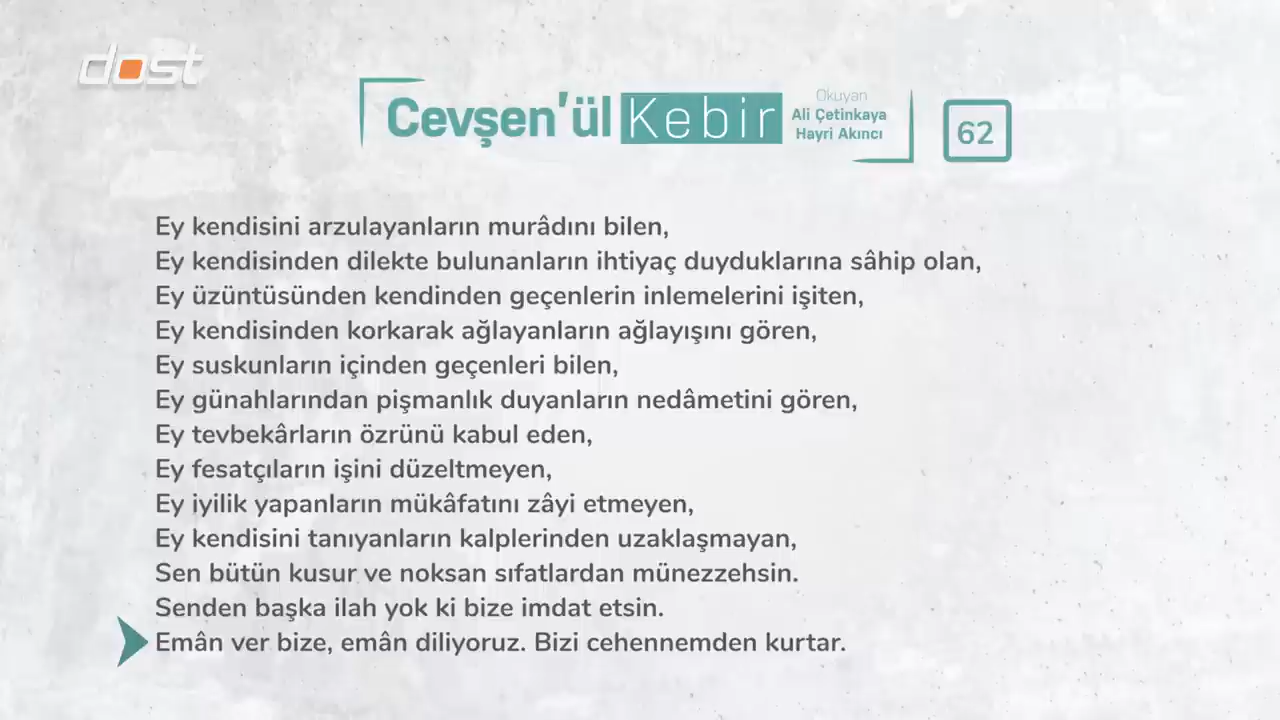 dost
Cevşen'ül Kebir
Okuyan
Ali Çetinkaya
Hayri Akıncı
62
Ey kendisini arzulayanların murâdını bilen,
Ey kendisinden dilekte bulunanların ihtiyaç duyduklarına sâhip olan,
Ey üzüntüsünden kendinden geçenlerin inlemelerini işiten,
Ey kendisinden korkarak ağlayanların ağlayışını gören,
Ey suskunların içinden geçenleri bilen,
Ey günahlarından pişmanlık duyanların nedâmetini gören,
Ey tevbekârların özrünü kabul eden,
Ey fesatçıların işini düzeltmeyen,
Ey iyilik yapanların mükâfatını zâyi etmeyen,
Ey kendisini tanıyanların kalplerinden uzaklaşmayan,
Sen bütün kusur ve noksan sıfatlardan münezzehsin.
Senden başka ilah yok ki bize imdat etsin.
Emân ver bize, emân diliyoruz. Bizi cehennemden kurtar.